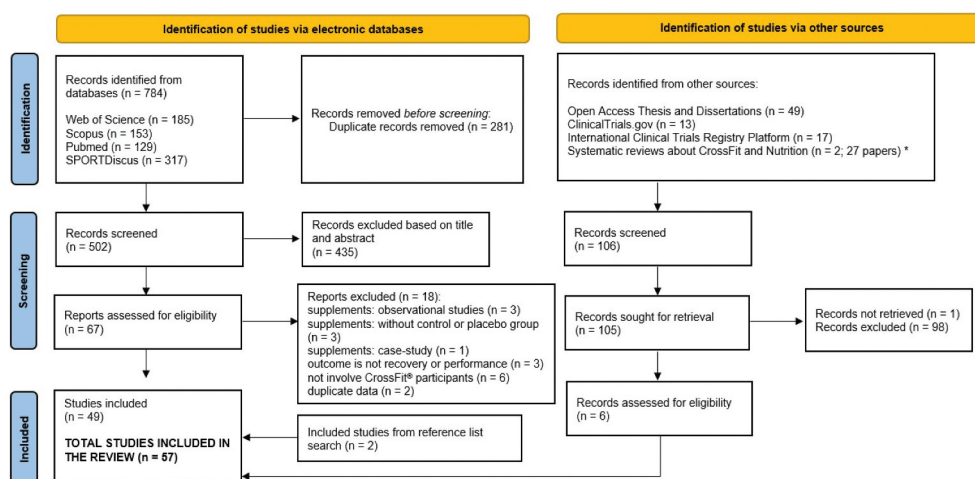 Identification of studies via electronic databases
Identification of studies via other sources
Identification
Records identified from
databases (n = 784)
Web of Science (n = 185)
Scopus (n = 153)
Pubmed (n = 129)
SPORTDiscus (n = 317)
Records removed before screening:
Duplicate records removed (n = 281)
Records identified from other sources:
Open Access Thesis and Dissertations (n = 49)
ClinicalTrials.gov (n = 13)
International Clinical Trials Registry Platform (n = 17)
Systematic reviews about CrossFit and Nutrition (n = 2; 27 papers) *
Screening
Records screened
(n = 502)
Records excluded based on title
and abstract
(n = 435)
Records screened
(n = 106)
Reports assessed for eligibility
(n = 67)
Reports excluded (n = 18):
supplements: observational studies (n = 3)
supplements: without control or placebo group
(n = 3)
supplements: case-study (n = 1)
outcome is not recovery or performance (n = 3)
not involve CrossFit® participants (n = 6)
duplicate data (n = 2)
Records sought for retrieval
(n = 105)
Records not retrieved (n = 1)
Records excluded (n = 98)
Included
Studies included
(n = 49)
TOTAL STUDIES INCLUDED IN
THE REVIEW (n = 57)
Included studies from reference list
search (n = 2)
Records assessed for eligibility
(n = 6)